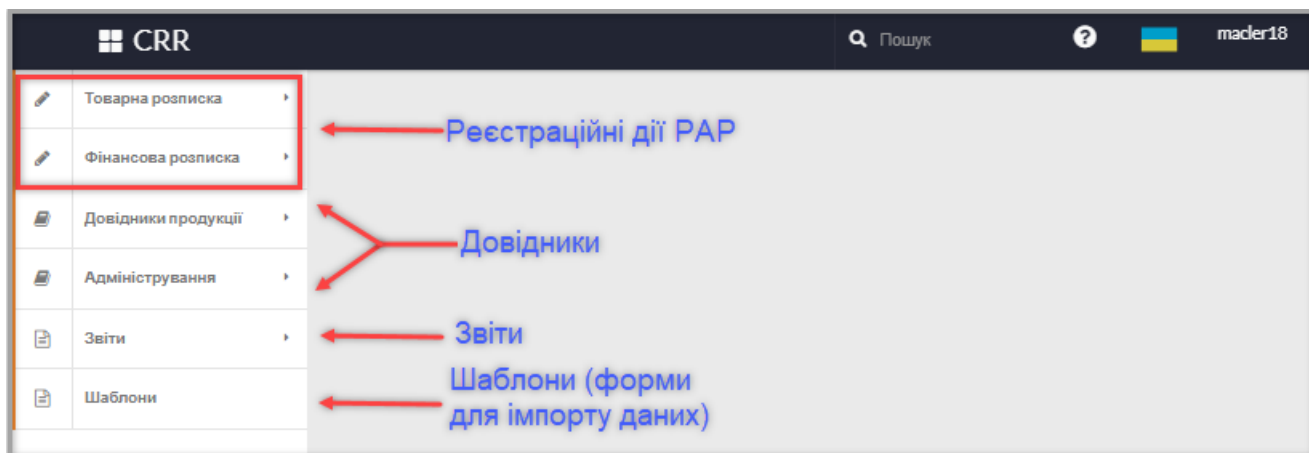 CRR
Пошук
macler18
Товарна розписка
Реєстраційні дії РАР
Фінансова розписка
Довідники продукції
Довідники
Адміністрування
Звіти
Звіти
Шаблони
Шаблони (форми
для імпорту даних)